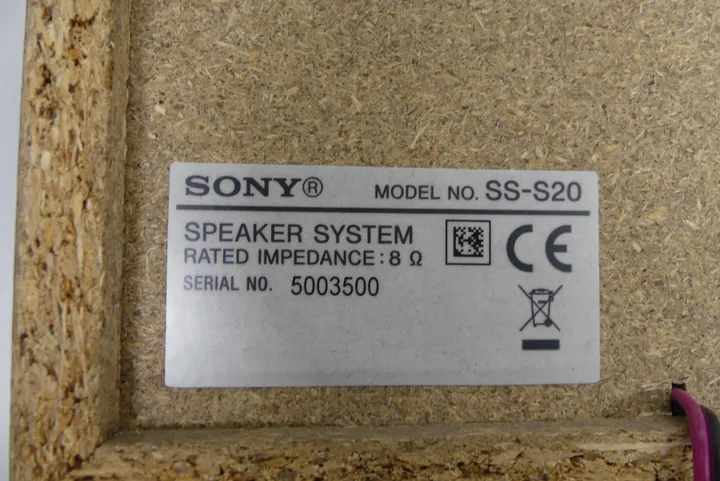 SONY® MODEL NO. SS-S20
SPEAKER SYSTEM
RATED IMPEDANCE: 8 Ω
SERIAL NO. 5003500
CE